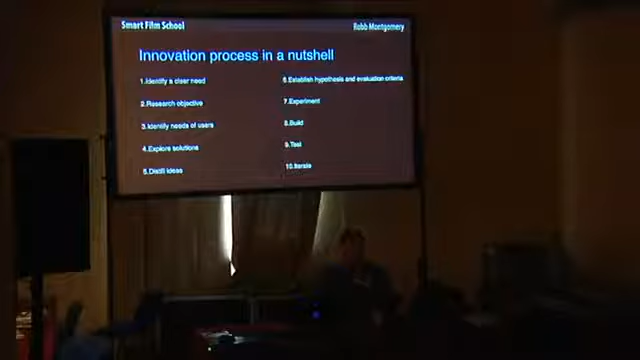 Smart Film School
Robb Montgomery
Innovation process in a nutshell
1.Identify a clear need
2.Research objective
3.Identify needs of users
4.Explore solutions
5.Distill ideas
6.Establish hypothesis and evaluation criteria
7.Experiment
8.Build
9.Test
10.Iterate